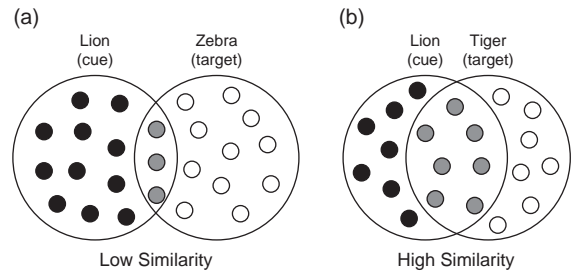 (a)
Lion
(cue)
Zebra
(target)
Low Similarity
(b)
Lion
(cue)
Tiger
(target)
High Similarity